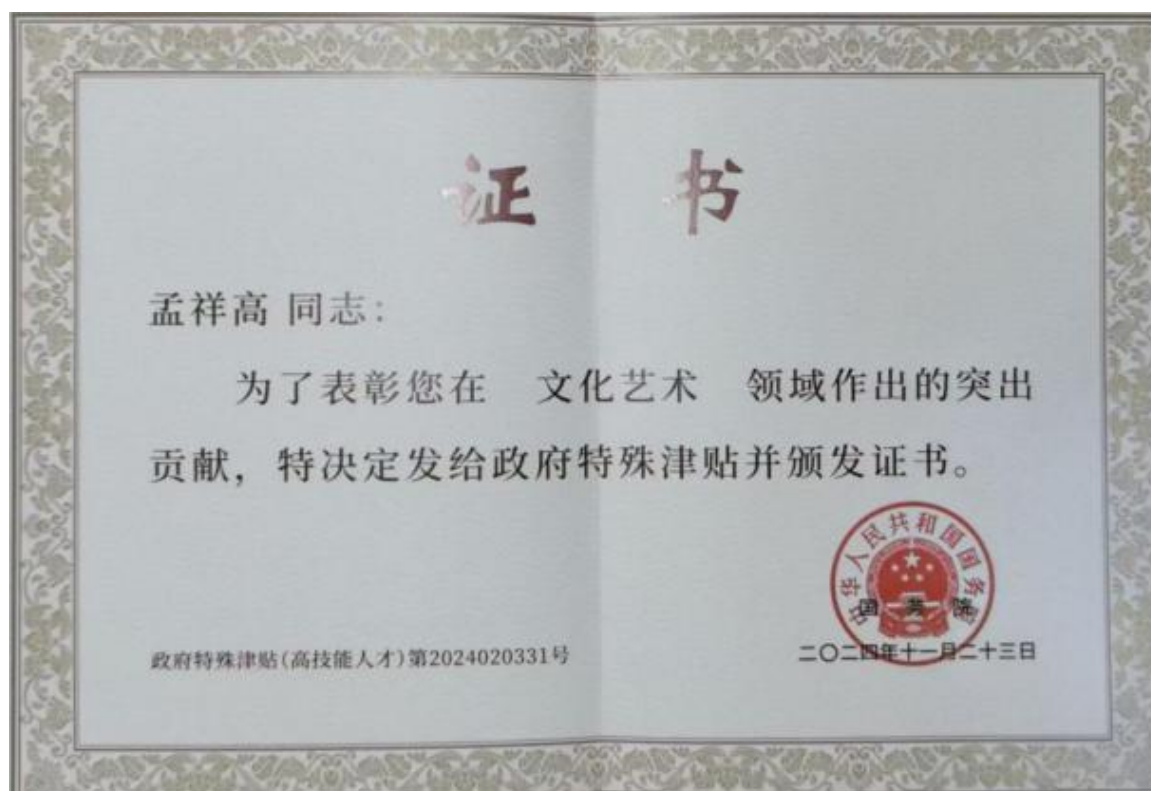 证 书
孟祥高 同志：
为了表彰您在 文化艺术 领域作出的突出
贡献，特决定发给政府特殊津贴并颁发证书。
中华人民共和国国务院
国务院
政府特殊津贴(高技能人才)第2024020331号
二〇二四年十一月二十三日